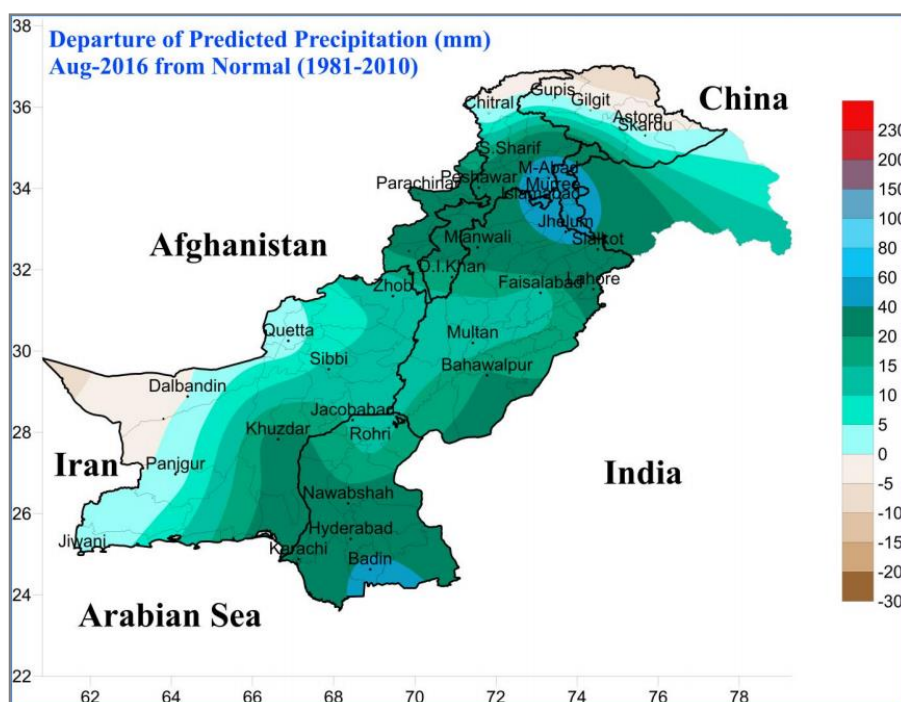 Departure of Predicted Precipitation (mm)
Aug-2016 from Normal (1981-2010)
38
36
34
32
30
28
26
24
22
62
64
66
68
70
72
74
76
78
China
Afghanistan
Iran
India
Arabian Sea
Chitral
Gupis
Gilgit
Astore
Skardu
S.Sharif
M-Abad
Peshawar
Murree
Parachinar
Islamabad
Jhelum
Sialkot
Mianwali
D.I.Khan
Faisalabad
Lahore
Zhob
Quetta
Multan
Sibbi
Bahawalpur
Dalbandin
Jacobabad
Khuzdar
Rohri
Panjgur
Nawabshah
Hyderabad
Jiwani
Karachi
Badin
230
200
150
100
80
60
40
20
15
10
5
0
-5
-10
-15
-20
-30